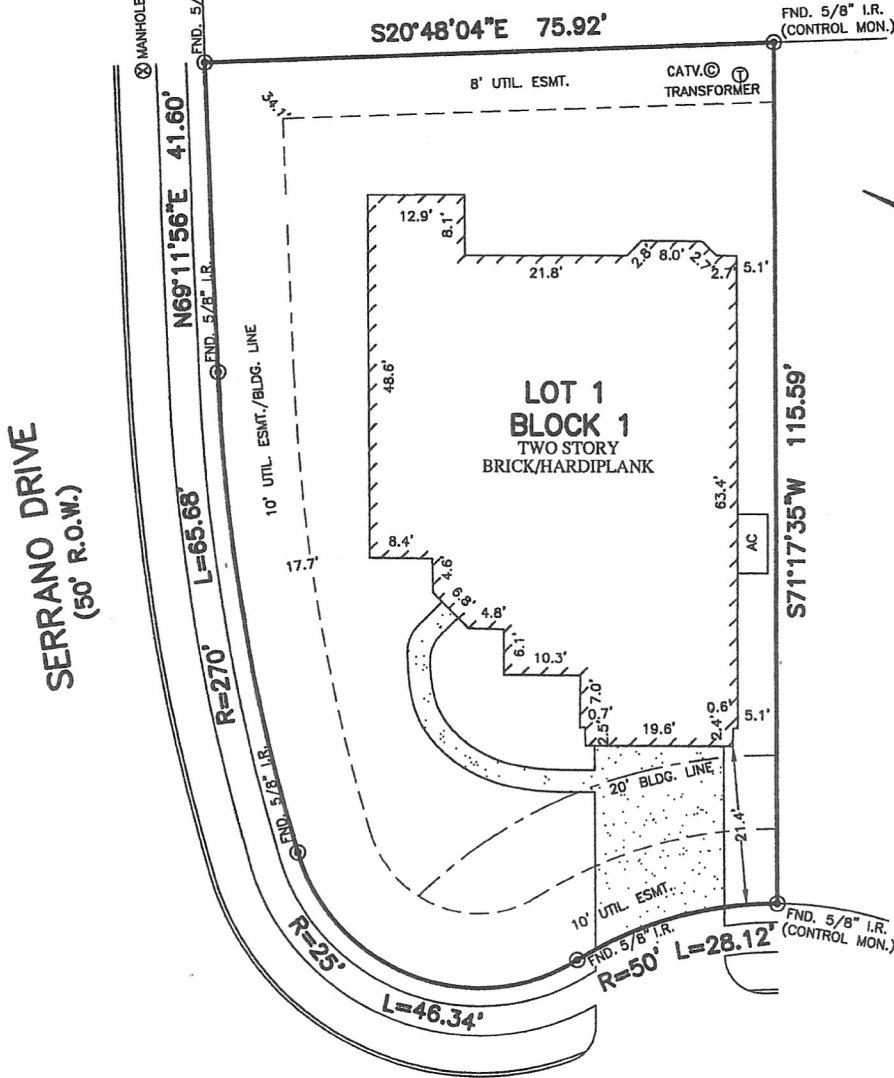 MANHOLE
FND. 5/
S20°48'04"E 75.92'
FND. 5/8" I.R.
(CONTROL MON.)
8' UTIL. ESMT.
CATV. C T
TRANSFORMER
34.1'
N69°11'56"E 41.60'
FND. 5/8" I.R.
12.9'
8.1'
21.8'
2.8'
8.0'
2.7'
2.7'
5.1'
10' UTIL. ESMT./BLDG. LINE
48.6'
LOT 1
BLOCK 1
TWO STORY
BRICK/HARDIPLANK
63.4'
S71°17'35"W 115.59'
AC
SERRANO DRIVE
(50' R.O.W.)
R=270' L=65.68'
17.7'
8.4'
4.6'
6.8'
4.8'
6.1'
10.3'
7.0'
0.7'
2.5'
19.6'
2.4'
0.6'
5.1'
20' BLDG. LINE
21.4'
FND. 5/8" I.R.
10' UTIL. ESMT.
FND. 5/8" I.R.
FND. 5/8" I.R.
(CONTROL MON.)
R=25'
L=46.34'
R=50' L=28.12'